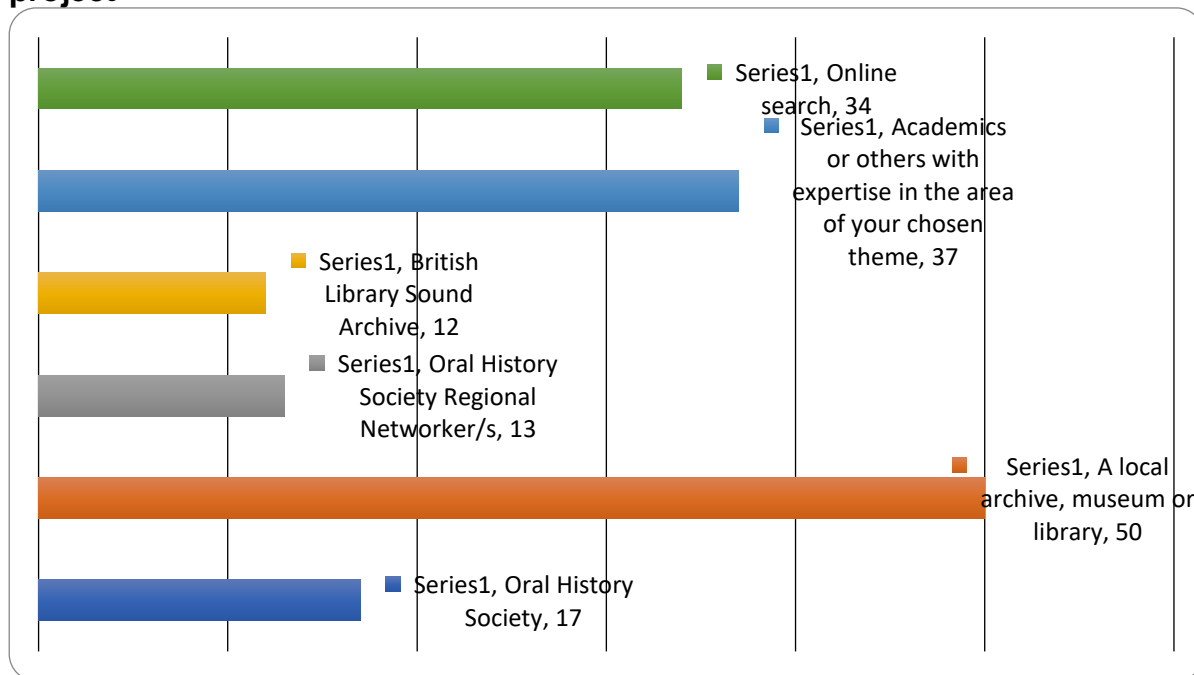 project
Series1, Online
search, 34
Series1, Academics
or others with
expertise in the area
of your chosen
theme, 37
Series1, British
Library Sound
Archive, 12
Series1, Oral History
Society Regional
Networker/s, 13
Series1, A local
archive, museum or
library, 50
Series1, Oral History
Society, 17